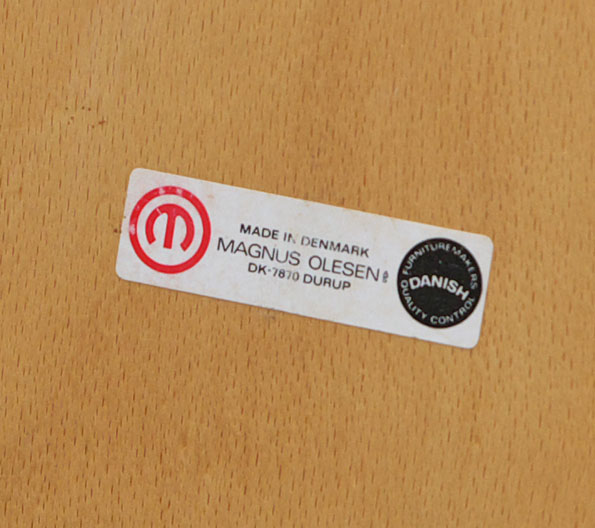 MADE IN DENMARK
MAGNUS OLESEN
DK-7870 DURUP
FURNITUREMAKERS
DANISH
QUALITY CONTROL